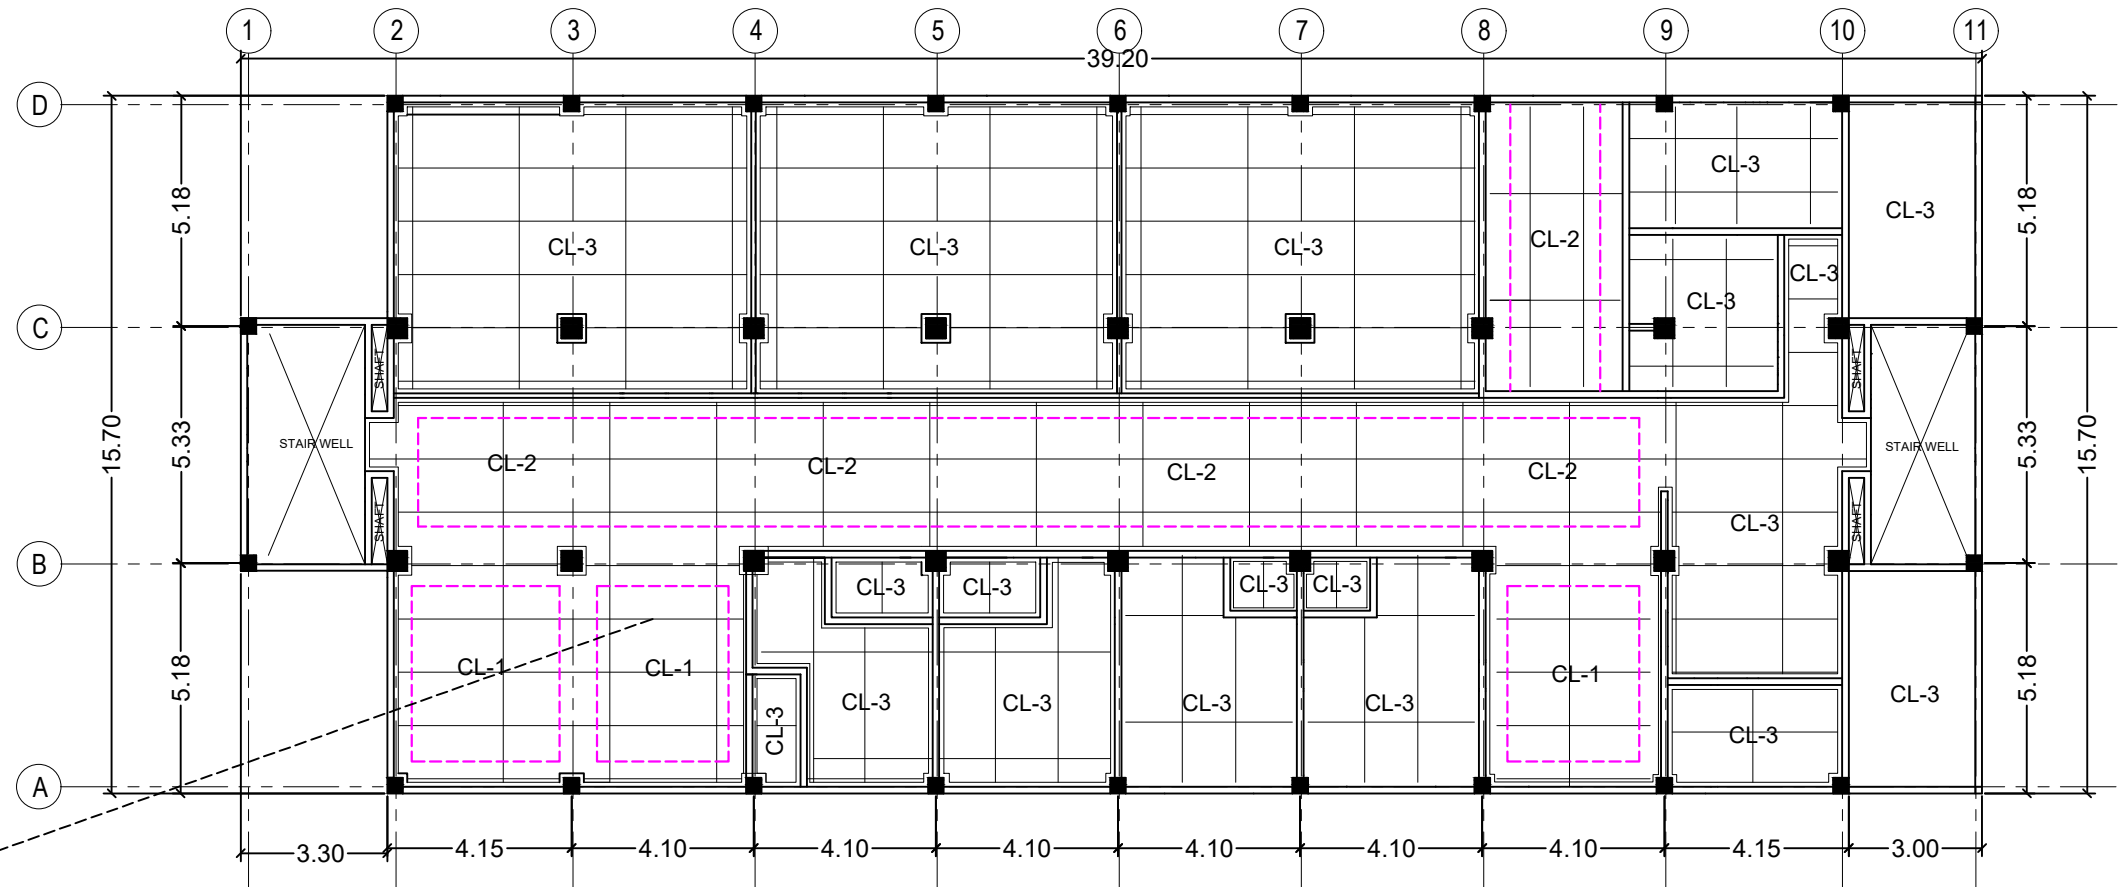 1 2 3 4 5 6 7 8 9 10 11
39.20
D
CL-3
5.18 5.18
CL-3 CL-3
CL-3 CL-3 CL-3 CL-2
CL-3
CL-3
C
SHAFT SHAFT
15.70 5.33 STAIR WELL STAIR WELL 5.33 15.70
CL-2 CL-2 CL-2 CL-2
SHAFT CL-3 SHAFT
B
CL-3 CL-3 CL-3 CL-3
CL-1 CL-1 CL-1
5.18 CL-3 CL-3 CL-3 CL-3 CL-3 5.18
CL-3 CL-3
A
3.30 4.15 4.10 4.10 4.10 4.10 4.10 4.10 4.15 3.00